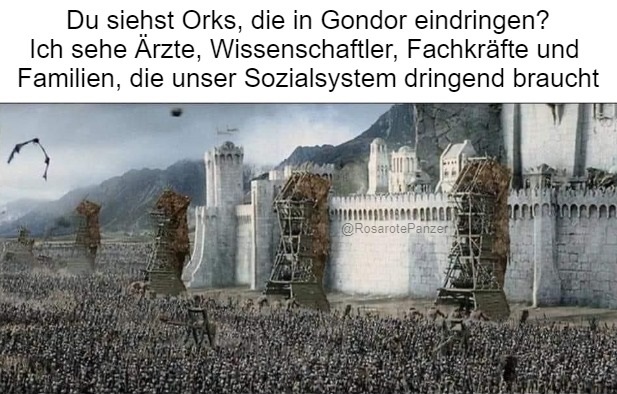 Du siehst Orks, die in Gondor eindringen?
Ich sehe Ärzte, Wissenschaftler, Fachkräfte und
Familien, die unser Sozialsystem dringend braucht
@RosarotePanzer